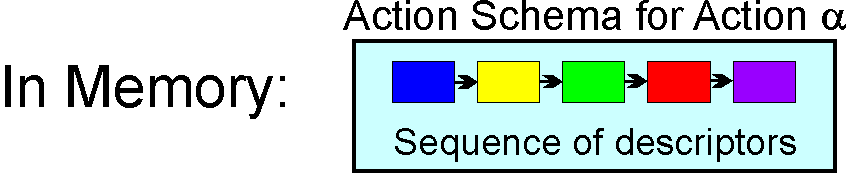 Action Schema for Action α
In Memory:
Sequence of descriptors